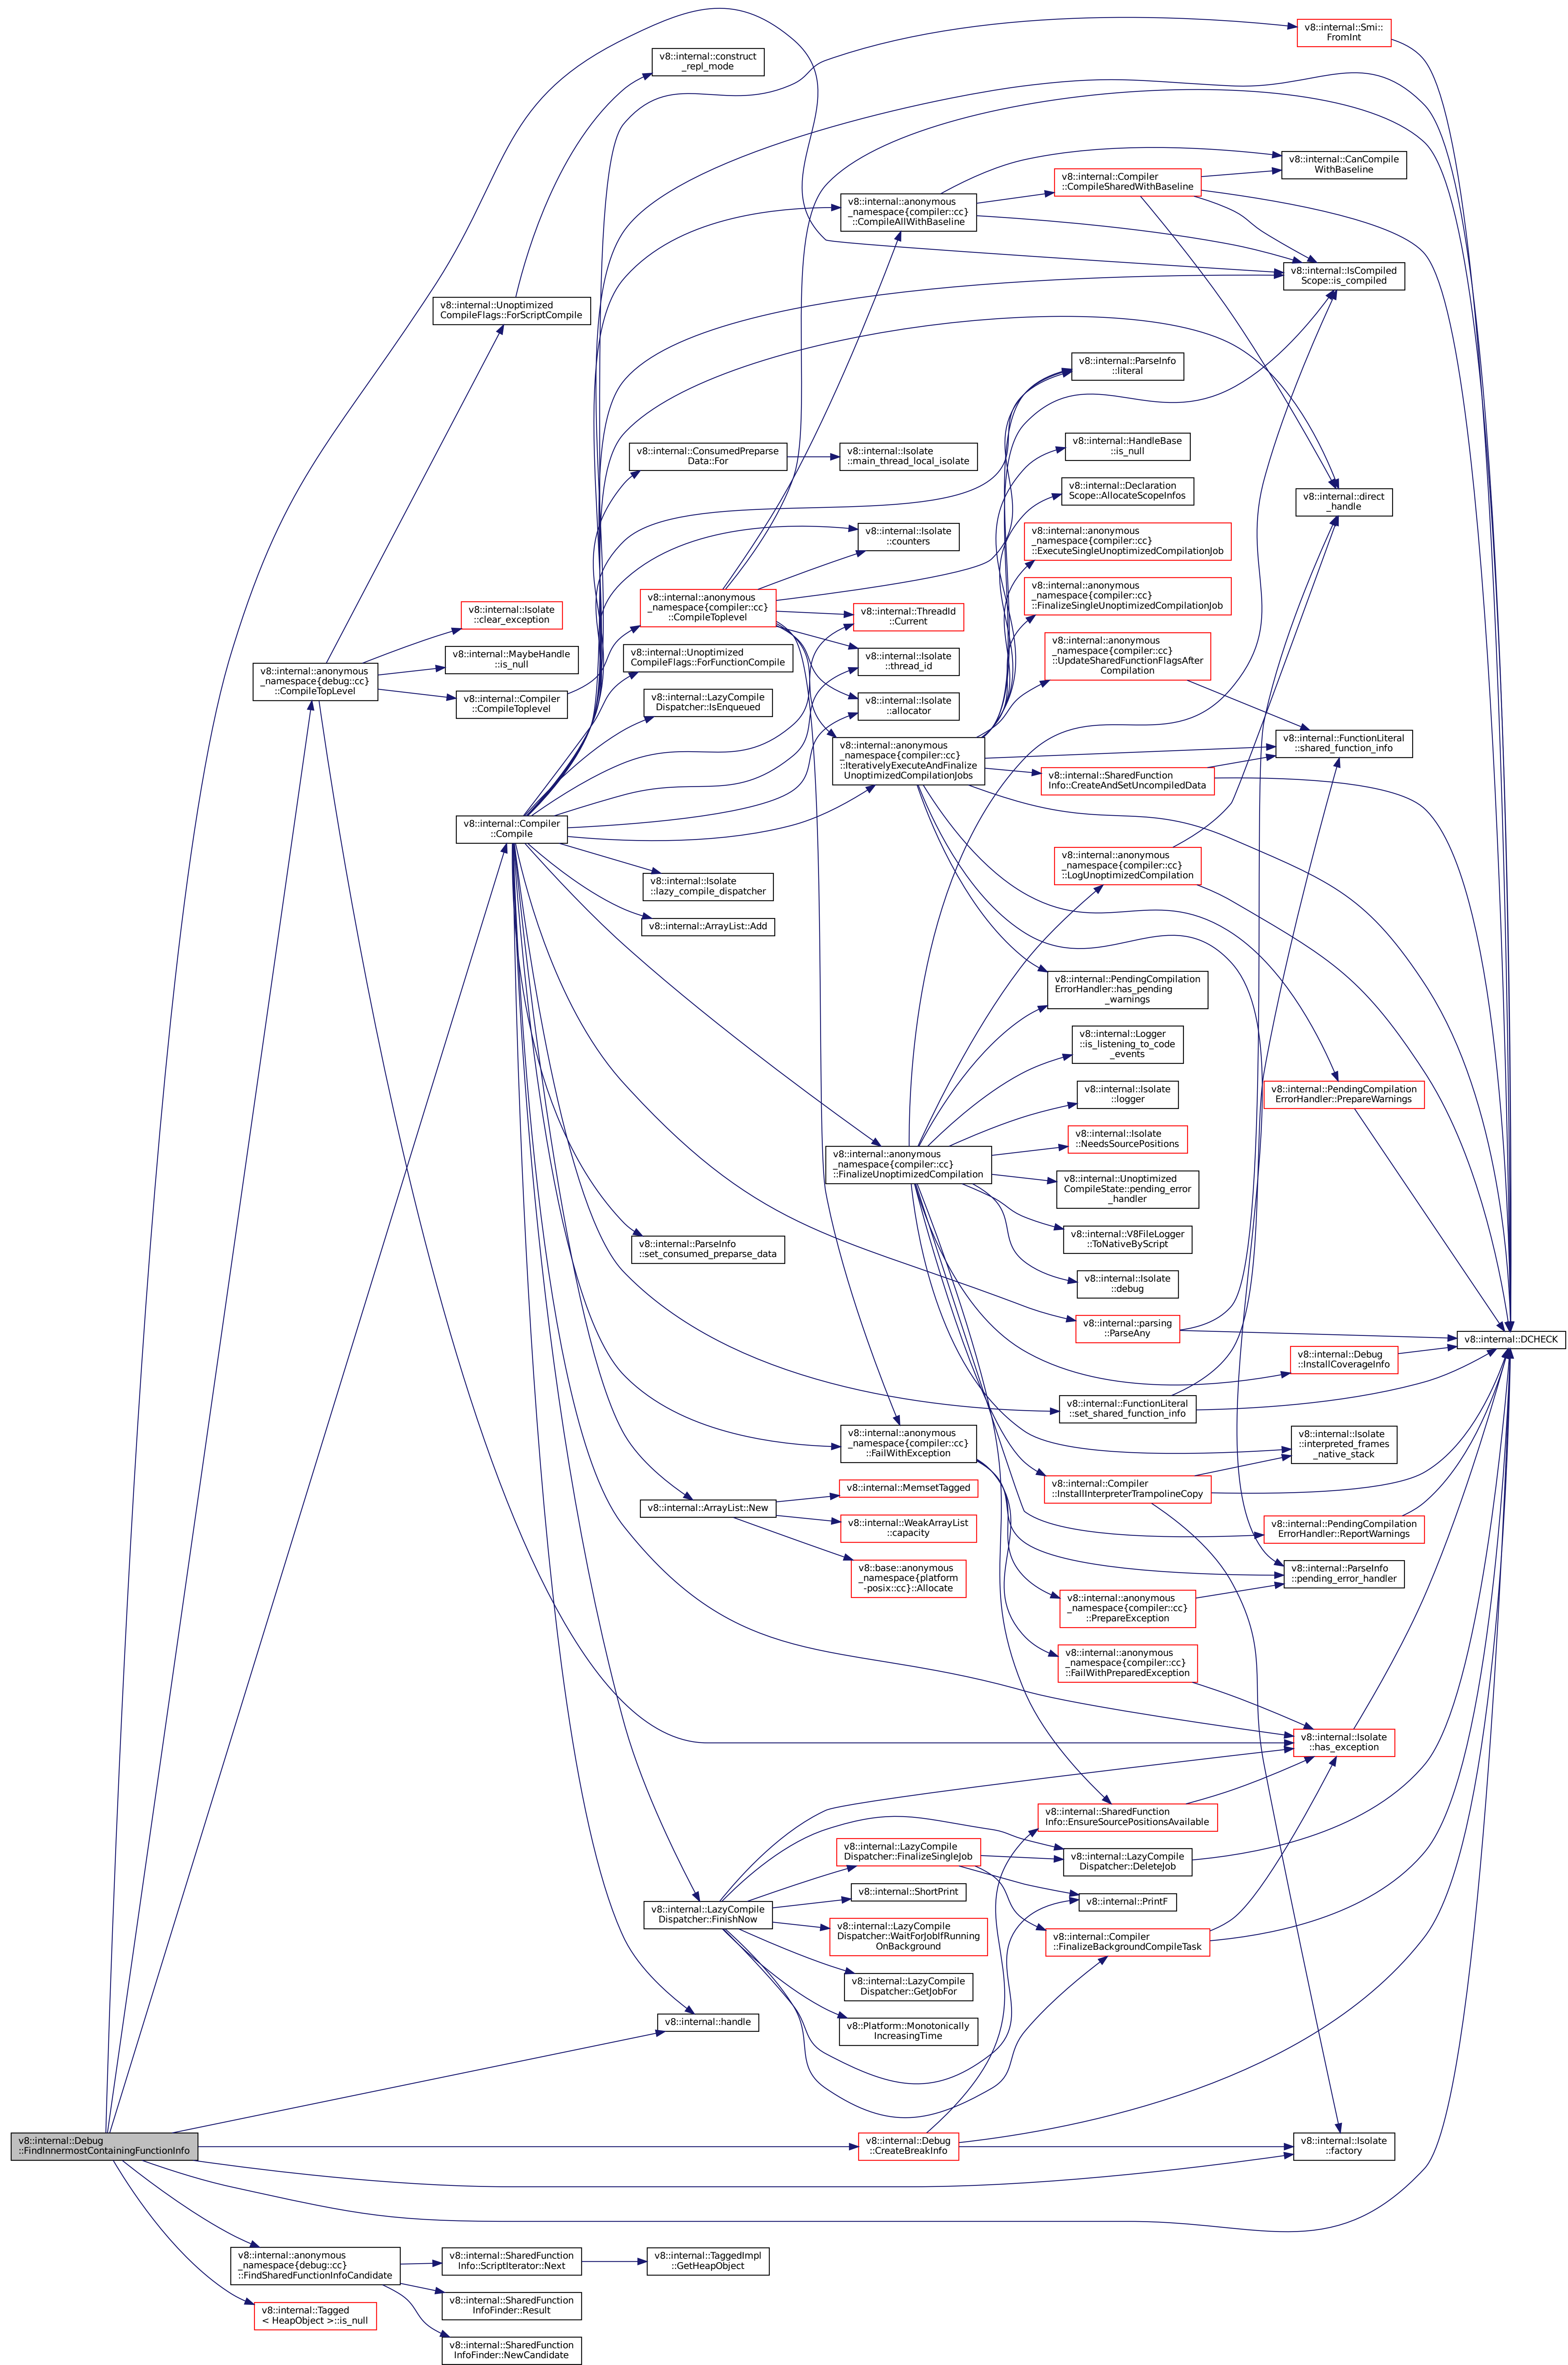 v8::internal::Smi::
FromInt
v8::internal::construct
_repl_mode
v8::internal::CanCompile
WithBaseline
v8::internal::Compiler
::CompileSharedWithBaseline
v8::internal::anonymous
_namespace{compiler::cc}
::CompileAllWithBaseline
v8::internal::IsCompiled
Scope::is_compiled
v8::internal::Unoptimized
CompileFlags::ForScriptCompile
v8::internal::ParseInfo
::literal
v8::internal::HandleBase
::is_null
v8::internal::ConsumedPreparse
Data::For
v8::internal::Isolate
::main_thread_local_isolate
v8::internal::Declaration
Scope::AllocateScopeInfos
v8::internal::direct
_handle
v8::internal::Isolate
::counters
v8::internal::anonymous
_namespace{compiler::cc}
::ExecuteSingleUnoptimizedCompilationJob
v8::internal::anonymous
_namespace{compiler::cc}
::FinalizeSingleUnoptimizedCompilationJob
v8::internal::anonymous
_namespace{compiler::cc}
::CompileToplevel
v8::internal::ThreadId
::Current
v8::internal::Isolate
::clear_exception
v8::internal::MaybeHandle
::is_null
v8::internal::Unoptimized
CompileFlags::ForFunctionCompile
v8::internal::Isolate
::thread_id
v8::internal::anonymous
_namespace{compiler::cc}
::UpdateSharedFunctionFlagsAfter
Compilation
v8::internal::anonymous
_namespace{debug::cc}
::CompileTopLevel
v8::internal::Compiler
::CompileToplevel
v8::internal::LazyCompile
Dispatcher::IsEnqueued
v8::internal::Isolate
::allocator
v8::internal::FunctionLiteral
::shared_function_info
v8::internal::anonymous
_namespace{compiler::cc}
::IterativelyExecuteAndFinalize
UnoptimizedCompilationJobs
v8::internal::SharedFunction
Info::CreateAndSetUncompiledData
v8::internal::Compiler
::Compile
v8::internal::anonymous
_namespace{compiler::cc}
::LogUnoptimizedCompilation
v8::internal::Isolate
::lazy_compile_dispatcher
v8::internal::ArrayList::Add
v8::internal::PendingCompilation
ErrorHandler::has_pending
_warnings
v8::internal::Logger
::is_listening_to_code
_events
v8::internal::Isolate
::logger
v8::internal::PendingCompilation
ErrorHandler::PrepareWarnings
v8::internal::Isolate
::NeedsSourcePositions
v8::internal::anonymous
_namespace{compiler::cc}
::FinalizeUnoptimizedCompilation
v8::internal::Unoptimized
CompileState::pending_error
_handler
v8::internal::V8FileLogger
::ToNativeByScript
v8::internal::ParseInfo
::set_consumed_preparse_data
v8::internal::Isolate
::debug
v8::internal::parsing
::ParseAny
v8::internal::DCHECK
v8::internal::Debug
::InstallCoverageInfo
v8::internal::FunctionLiteral
::set_shared_function_info
v8::internal::anonymous
_namespace{compiler::cc}
::FailWithException
v8::internal::Isolate
::interpreted_frames
_native_stack
v8::internal::MemsetTagged
v8::internal::Compiler
::InstallInterpreterTrampolineCopy
v8::internal::ArrayList::New
v8::internal::WeakArrayList
::capacity
v8::internal::PendingCompilation
ErrorHandler::ReportWarnings
v8::base::anonymous
_namespace{platform
-posix::cc}::Allocate
v8::internal::ParseInfo
::pending_error_handler
v8::internal::anonymous
_namespace{compiler::cc}
::PrepareException
v8::internal::anonymous
_namespace{compiler::cc}
::FailWithPreparedException
v8::internal::Isolate
::has_exception
v8::internal::SharedFunction
Info::EnsureSourcePositionsAvailable
v8::internal::LazyCompile
Dispatcher::FinalizeSingleJob
v8::internal::LazyCompile
Dispatcher::DeleteJob
v8::internal::ShortPrint
v8::internal::PrintF
v8::internal::LazyCompile
Dispatcher::FinishNow
v8::internal::LazyCompile
Dispatcher::WaitForJobIfRunning
OnBackground
v8::internal::Compiler
::FinalizeBackgroundCompileTask
v8::internal::LazyCompile
Dispatcher::GetJobFor
v8::internal::handle
v8::Platform::Monotonically
IncreasingTime
v8::internal::Debug
::FindInnermostContainingFunctionInfo
v8::internal::Debug
::CreateBreakInfo
v8::internal::Isolate
::factory
v8::internal::anonymous
_namespace{debug::cc}
::FindSharedFunctionInfoCandidate
v8::internal::SharedFunction
Info::ScriptIterator::Next
v8::internal::TaggedImpl
::GetHeapObject
v8::internal::Tagged
< HeapObject >::is_null
v8::internal::SharedFunction
InfoFinder::Result
v8::internal::SharedFunction
InfoFinder::NewCandidate